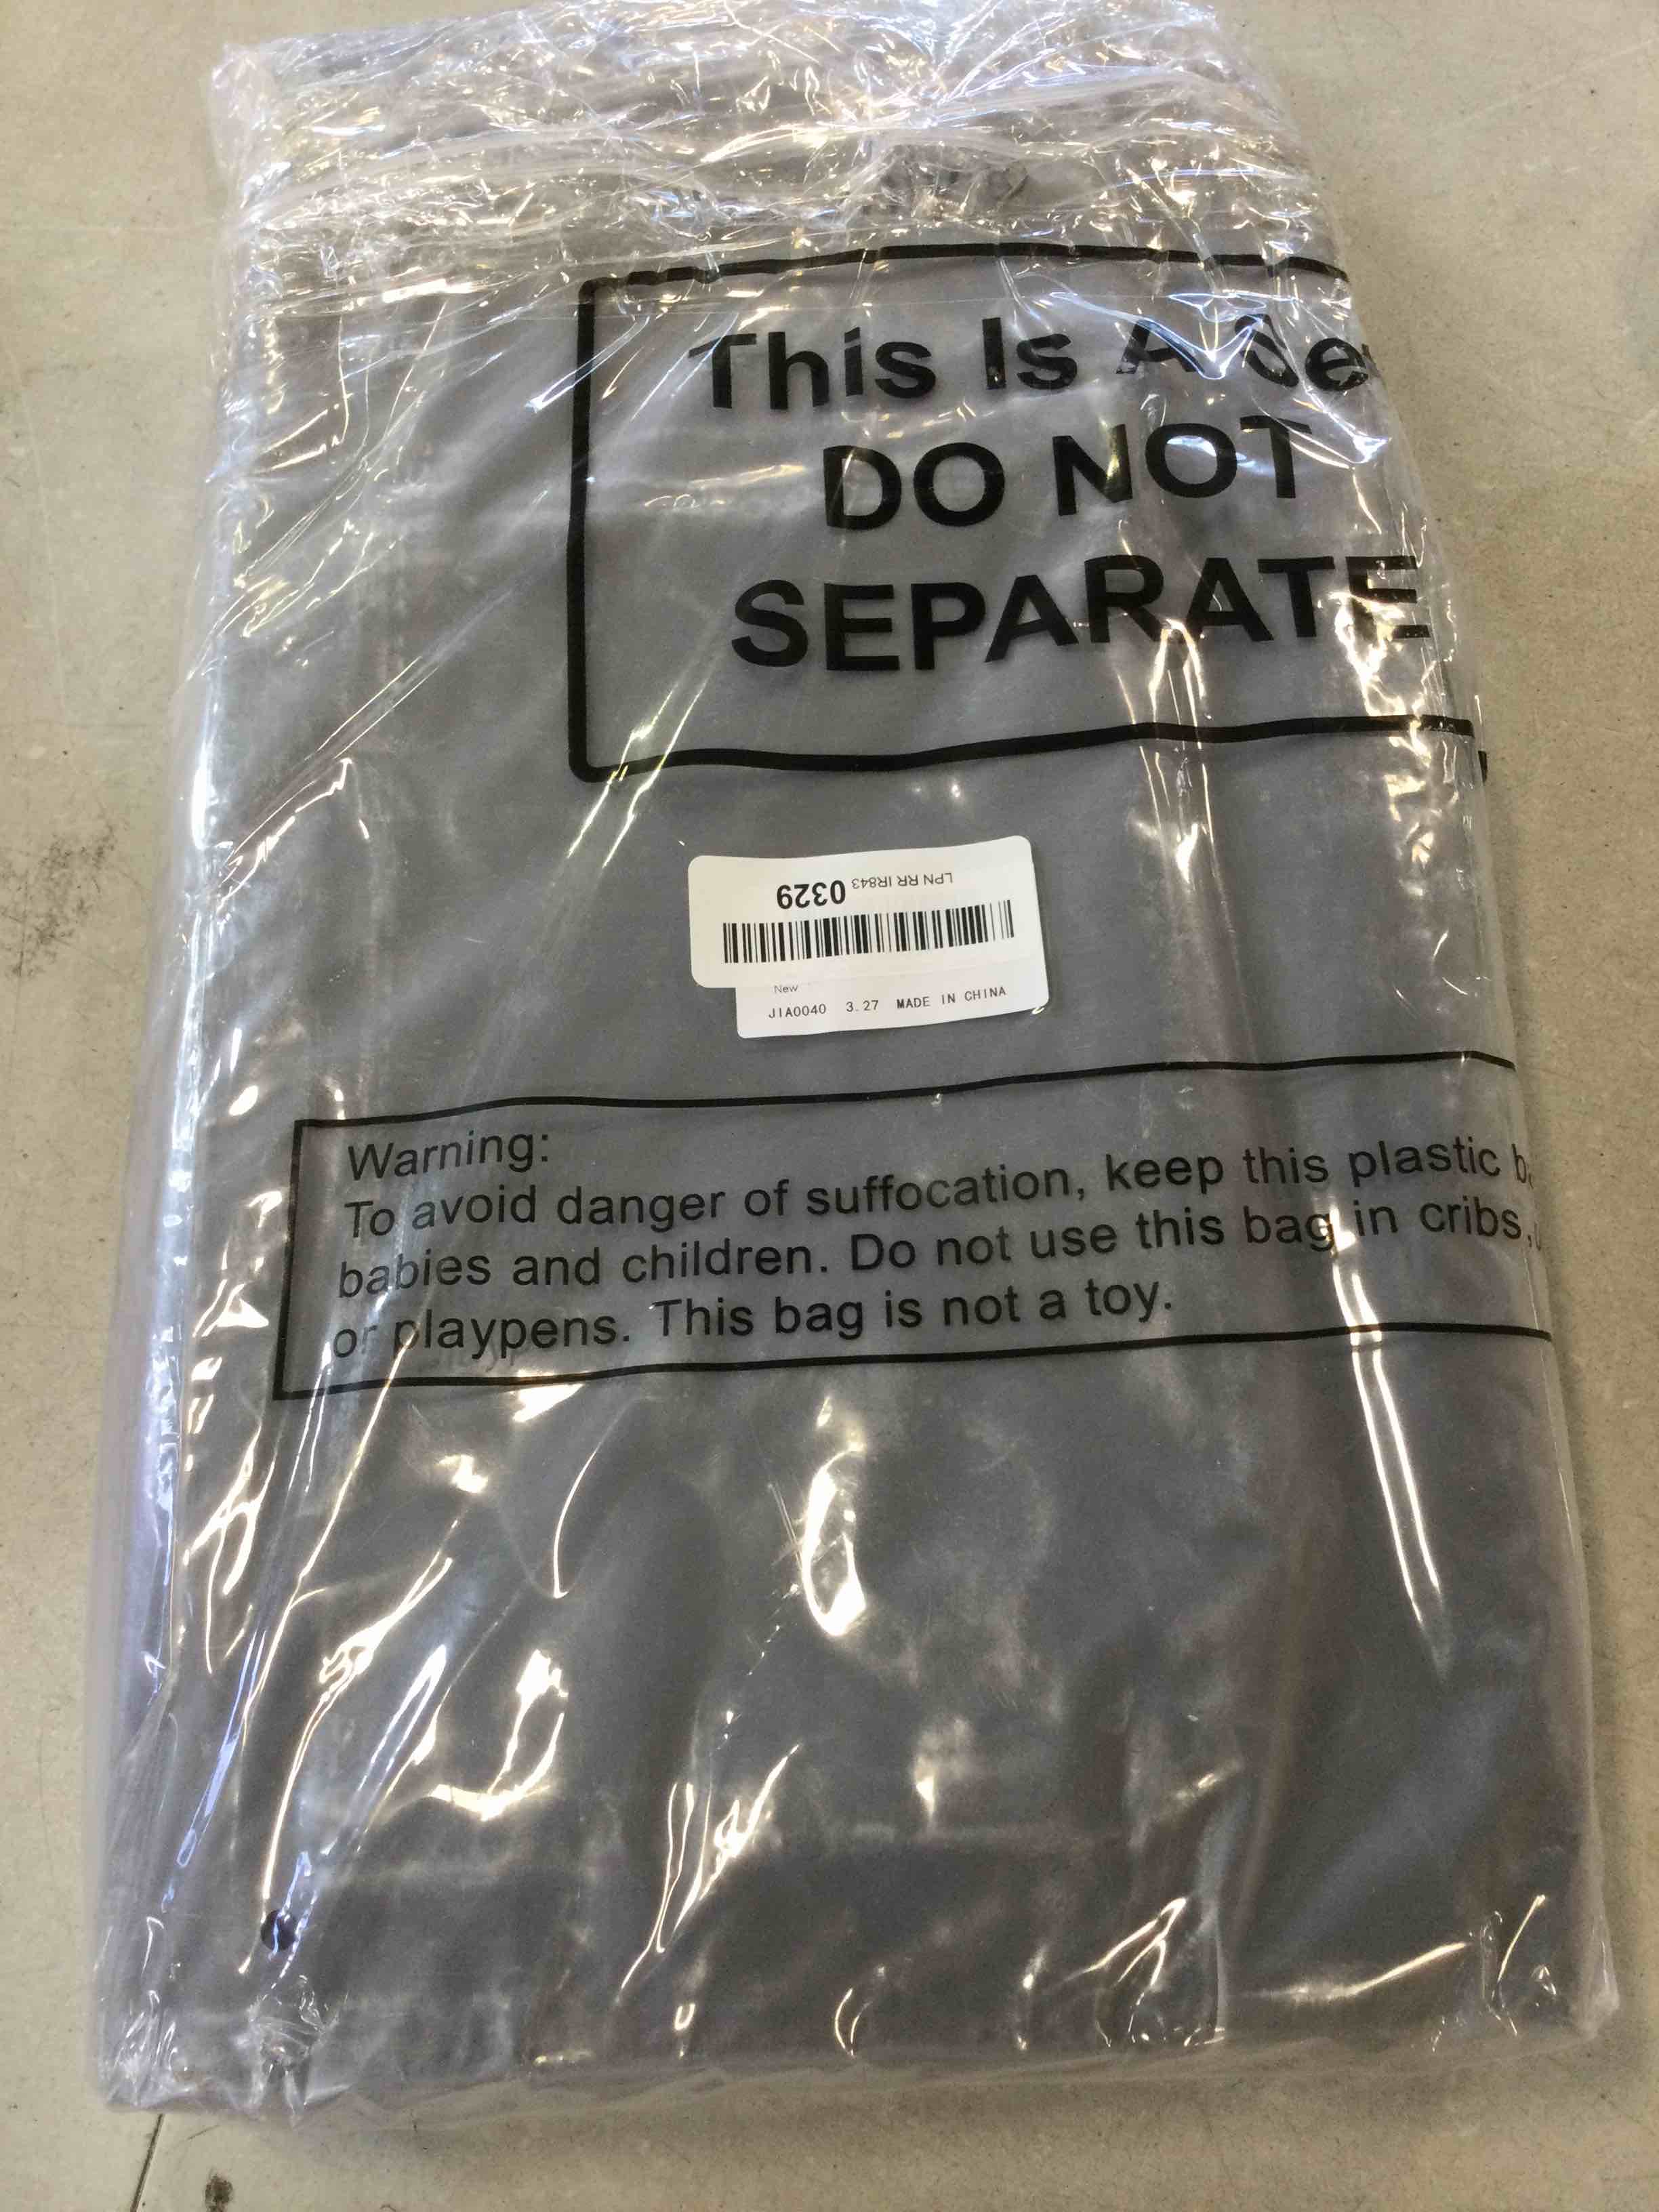 This Is A Set
DO NOT
SEPARATE
LPN RR IR843 0329
New
JIA0040 3.27 MADE IN CHINA
Warning:
To avoid danger of suffocation, keep this plastic
babies and children. Do not use this bag in cribs,
or playpens. This bag is not a toy.